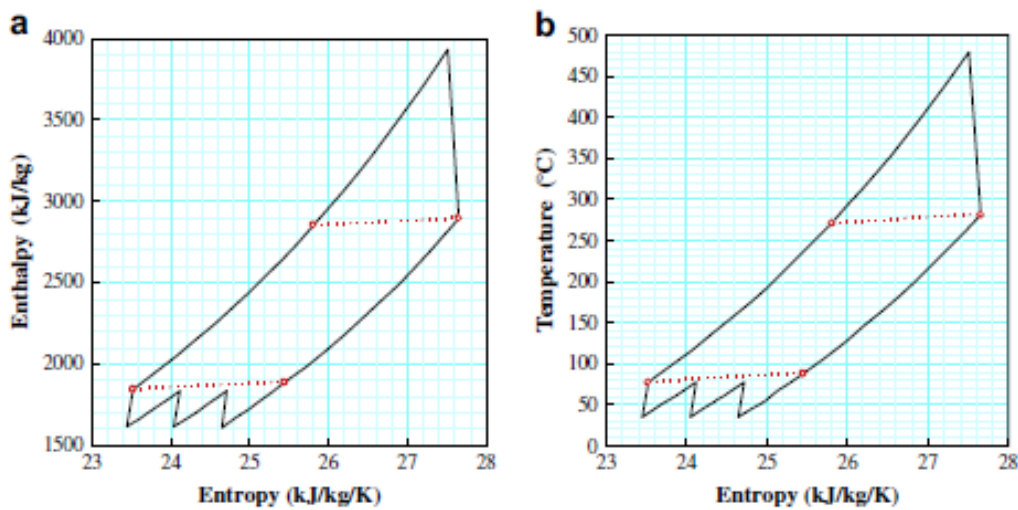 a
4000
3500
3000
2500
2000
1500
23 24 25 26 27 28
Enthalpy (kJ/kg)
Entropy (kJ/kg/K)
b
500
450
400
350
300
250
200
150
100
50
0
23 24 25 26 27 28
Temperature (°C)
Entropy (kJ/kg/K)